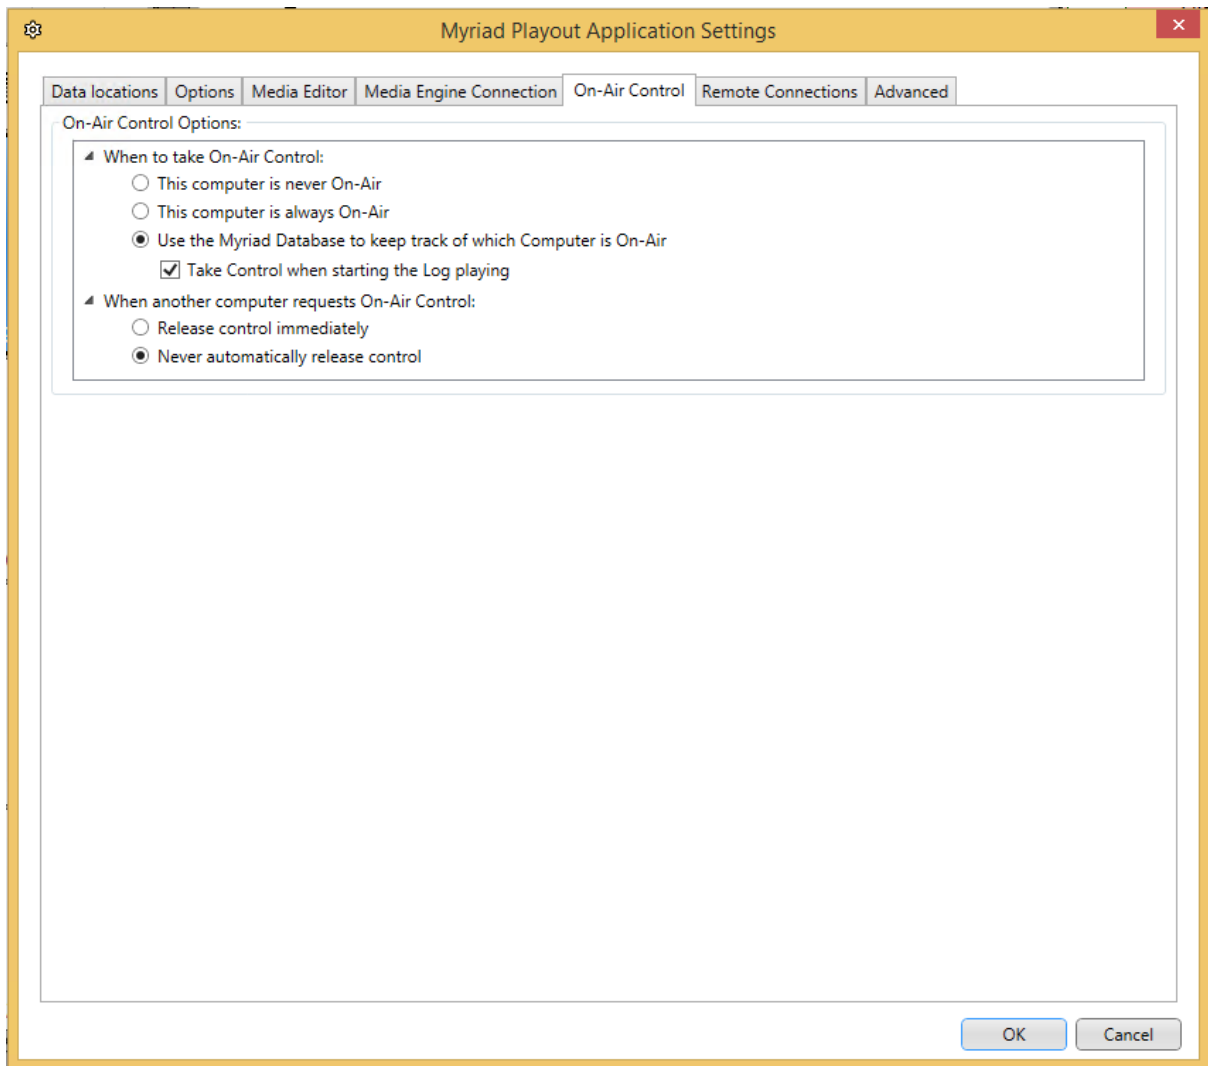 Myriad Playout Application Settings
Data locations Options Media Editor Media Engine Connection On-Air Control Remote Connections Advanced
On-Air Control Options:
When to take On-Air Control:
This computer is never On-Air
This computer is always On-Air
Use the Myriad Database to keep track of which Computer is On-Air
Take Control when starting the Log playing
When another computer requests On-Air Control:
Release control immediately
Never automatically release control
OK Cancel